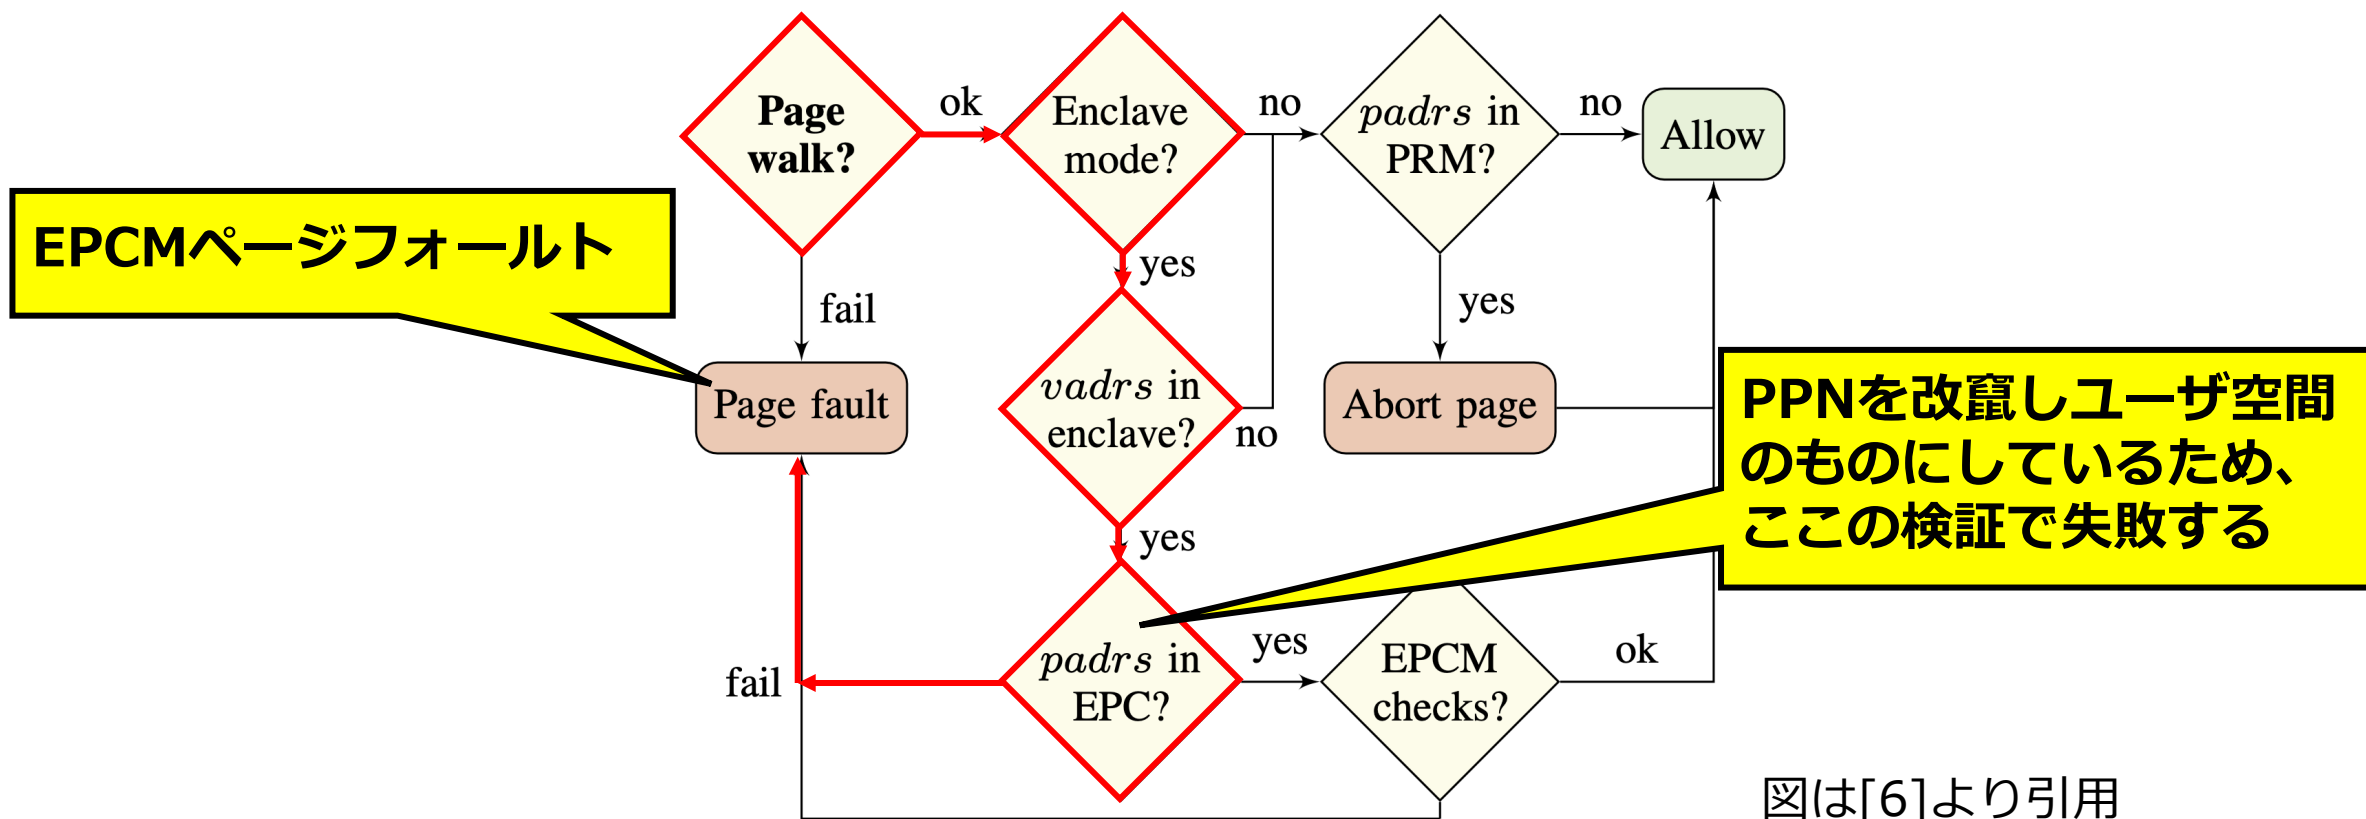 Page
walk?
ok
Enclave
mode?
no
padrs in
PRM?
no
Allow
EPCMページフォールト
fail
yes
yes
Page fault
vadrs in
enclave?
no
Abort page
PPNを改竄しユーザ空間
のものにしているため、
ここの検証で失敗する
yes
fail
padrs in
EPC?
yes
EPCM
checks?
ok
図は[6]より引用